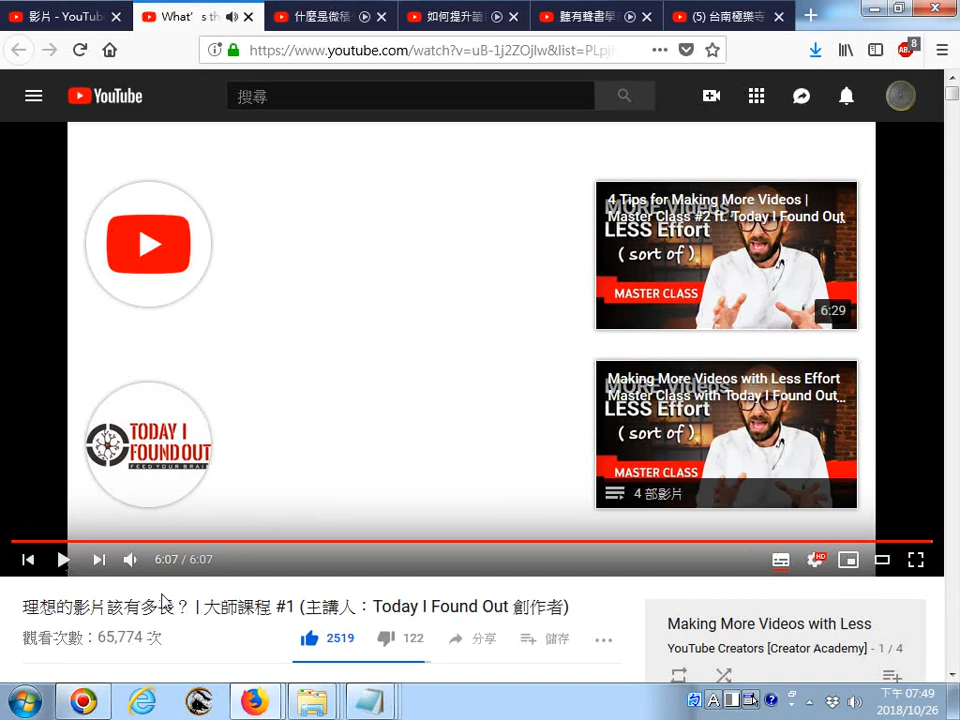 影片 - YouTub
What' s th
什麼是微積
如何提升讀
聽有聲書學
(5) 台南極樂寺
https://www.youtube.com/watch?v=uB-1j2ZOjlw&list=PLpjK
8
YouTube
搜尋
4 Tips for Making More Videos |
Master Class #2 ft. Today I Found Out
MORE Videos
LESS Effort
( sort of )
MASTER CLASS
6:29
Making More Videos with Less Effort
Master Class with Today I Found Out...
MORE Videos
LESS Effort
( sort of )
MASTER CLASS
4 部影片
TODAY I
FOUND OUT
FEED YOUR BRAIN
6:07 / 6:07
HD
理想的影片該有多長？ | 大師課程 #1 (主講人：Today I Found Out 創作者)
觀看次數：65,774 次
2519
122
分享
儲存
Making More Videos with Less
YouTube Creators [Creator Academy] - 1 / 4
A
下午 07:49
2018/10/26